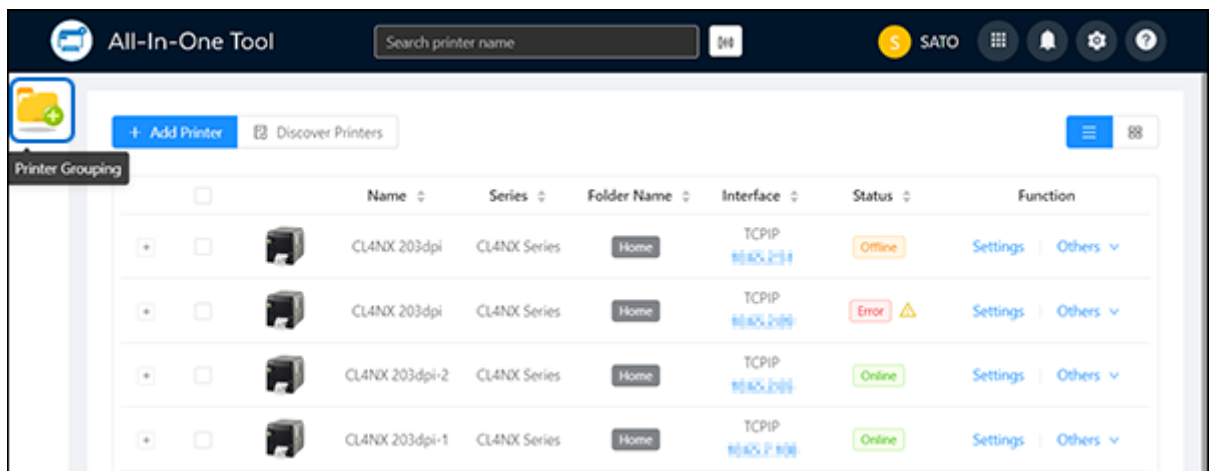 All-In-One Tool Search printer name S SATO
+ Add Printer Discover Printers
Printer Grouping
Name Series Folder Name Interface Status Function
CL4NX 203dpi CL4NX Series Home TCPIP Offline Settings Others
CL4NX 203dpi CL4NX Series Home TCPIP Error Settings Others
CL4NX 203dpi-2 CL4NX Series Home TCPIP Online Settings Others
CL4NX 203dpi-1 CL4NX Series Home TCPIP Online Settings Others